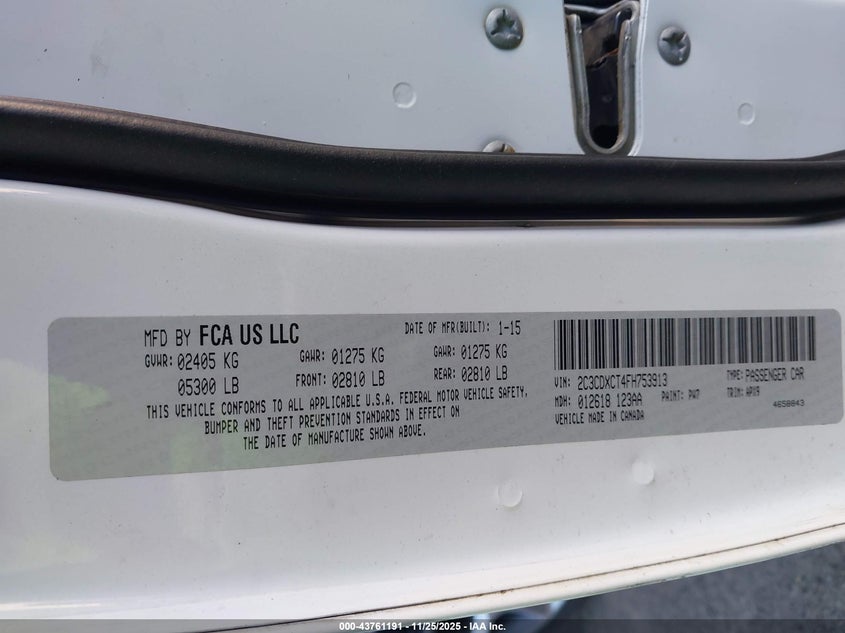 MFD BY FCA US LLC
DATE OF MFR(BUILT): 1-15
GVWR: 02405 KG
GAWR: 01275 KG
GAWR: 01275 KG
05300 LB
FRONT: 02810 LB
REAR: 02810 LB
THIS VEHICLE CONFORMS TO ALL APPLICABLE U.S.A. FEDERAL MOTOR VEHICLE SAFETY,
BUMPER AND THEFT PREVENTION STANDARDS IN EFFECT ON
THE DATE OF MANUFACTURE SHOWN ABOVE.
VIN: 2C3CDXCT4FH753913
TYPE: PASSENGER CAR
MDH: 012618 123AA
PAINT: PW7
TRIM: APX9
VEHICLE MADE IN CANADA
4658843
000-43761191 - 11/25/2025 - IAA Inc.